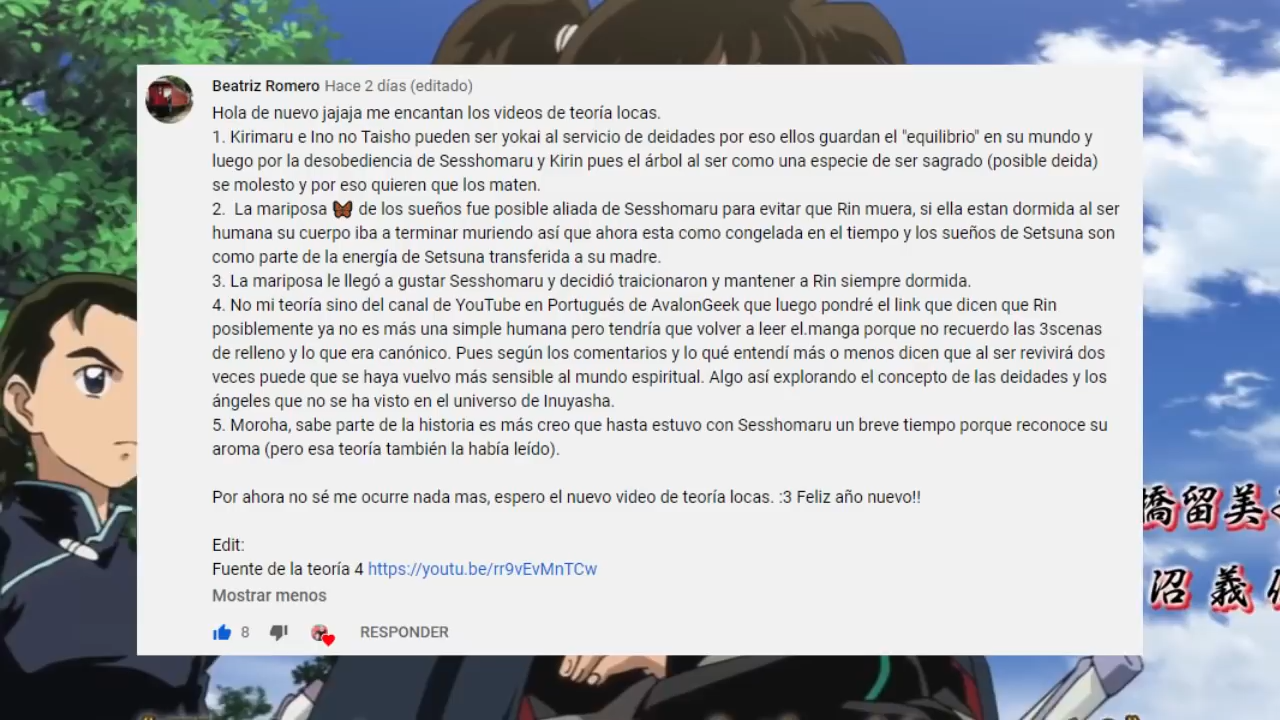 Beatriz Romero Hace 2 días (editado)
Hola de nuevo jajaja me encantan los videos de teoría locas.
1. Kirimaru e Ino no Taisho pueden ser yokai al servicio de deidades por eso ellos guardan el "equilibrio" en su mundo y
luego por la desobediencia de Sesshomaru y Kirin pues el árbol al ser como una especie de ser sagrado (posible deida)
se molesto y por eso quieren que los maten.
2. La mariposa 🦋 de los sueños fue posible aliada de Sesshomaru para evitar que Rin muera, si ella estan dormida al ser
humana su cuerpo iba a terminar muriendo así que ahora esta como congelada en el tiempo y los sueños de Setsuna son
como parte de la energía de Setsuna transferida a su madre.
3. La mariposa le llegó a gustar Sesshomaru y decidió traicionaron y mantener a Rin siempre dormida.
4. No mi teoría sino del canal de YouTube en Portugués de AvalonGeek que luego pondré el link que dicen que Rin
posiblemente ya no es más una simple humana pero tendría que volver a leer el.manga porque no recuerdo las 3scenas
de relleno y lo que era canónico. Pues según los comentarios y lo qué entendí más o menos dicen que al ser revivirá dos
veces puede que se haya vuelvo más sensible al mundo espiritual. Algo así explorando el concepto de las deidades y los
ángeles que no se ha visto en el universo de Inuyasha.
5. Moroha, sabe parte de la historia es más creo que hasta estuvo con Sesshomaru un breve tiempo porque reconoce su
aroma (pero esa teoría también la había leído).
Por ahora no sé me ocurre nada mas, espero el nuevo video de teoría locas. :3 Feliz año nuevo!!
Edit:
Fuente de la teoría 4 https://youtu.be/rr9vEvMnTCw
Mostrar menos
8 RESPONDER
橋留美
沼義